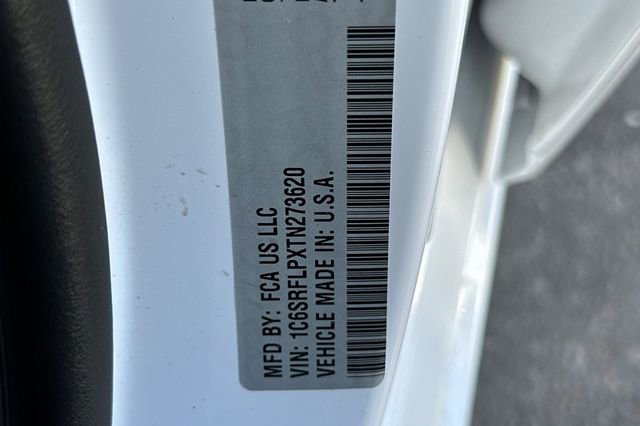 MFD BY: FCA US LLC
VIN: 1C6SRFLPXTN273620
VEHICLE MADE IN: U.S.A.